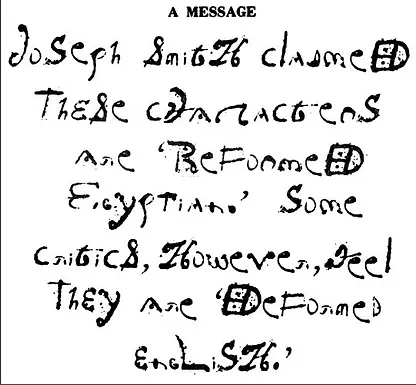 A MESSAGE
Joseph Smith claimed
These characters
are 'Reformed
Egyptian.' Some
critics, However, feel
They are 'Deformed
English.'